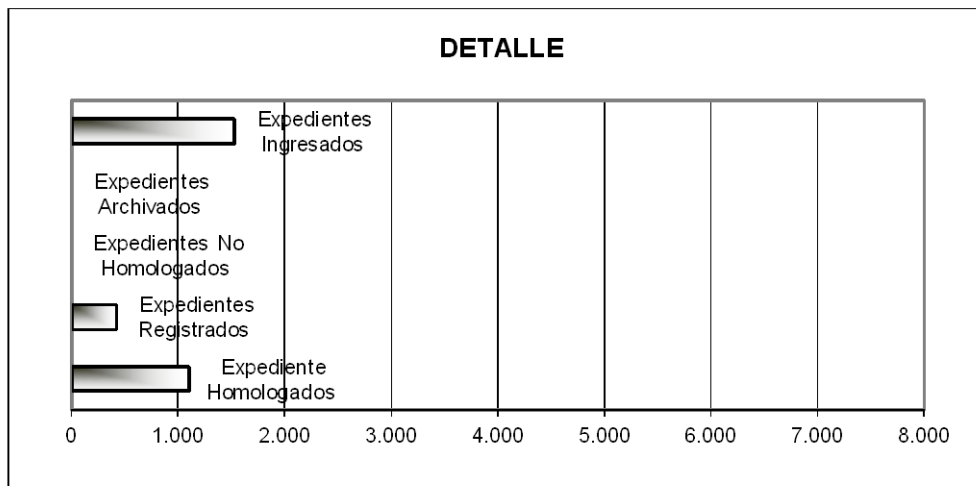 DETALLE
Expedientes
Ingresados
Expedientes
Archivados
Expedientes No
Homologados
Expedientes
Registrados
Expediente
Homologados
0 1.000 2.000 3.000 4.000 5.000 6.000 7.000 8.000